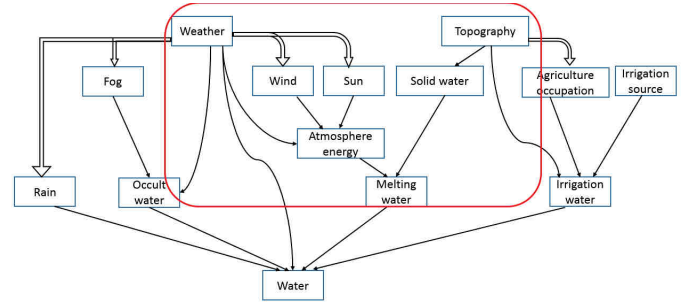 Weather
Topography
Fog
Wind
Sun
Solid water
Agriculture
occupation
Irrigation
source
Atmosphere
energy
Rain
Occult
water
Melting
water
Irrigation
water
Water